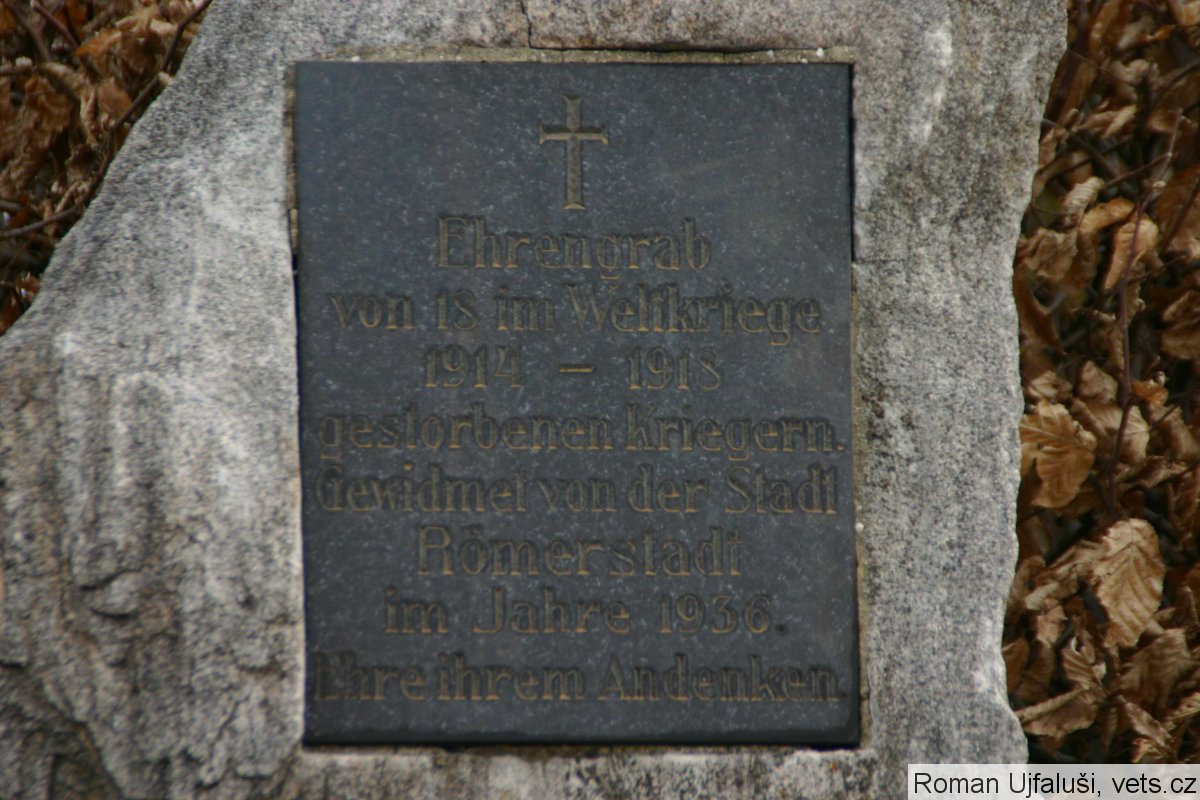 Ehrengrab
von 18 im Weltkriege
1914 – 1918
gestorbenen Kriegern.
Gewidmet von der Stadt
Römerstadt
im Jahre 1936.
Ehre ihrem Andenken.
Roman Ujfaluši, vets.cz